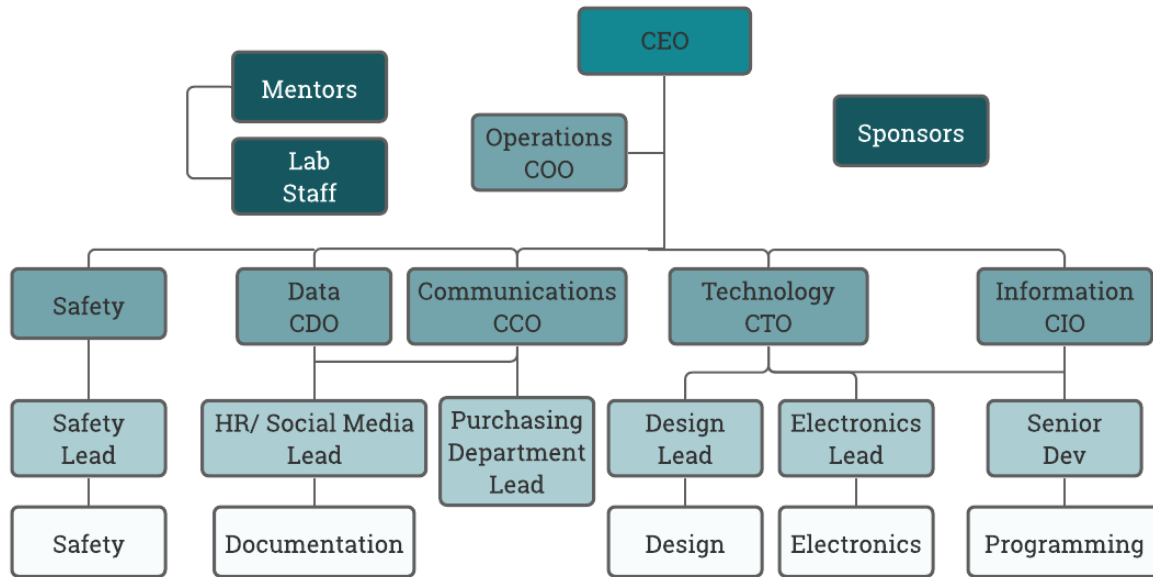 CEO
Mentors
Operations
COO
Sponsors
Lab
Staff
Safety
Data
CDO
Communications
CCO
Technology
CTO
Information
CIO
Safety
Lead
HR/ Social Media
Lead
Purchasing
Department
Lead
Design
Lead
Electronics
Lead
Senior
Dev
Safety
Documentation
Design
Electronics
Programming